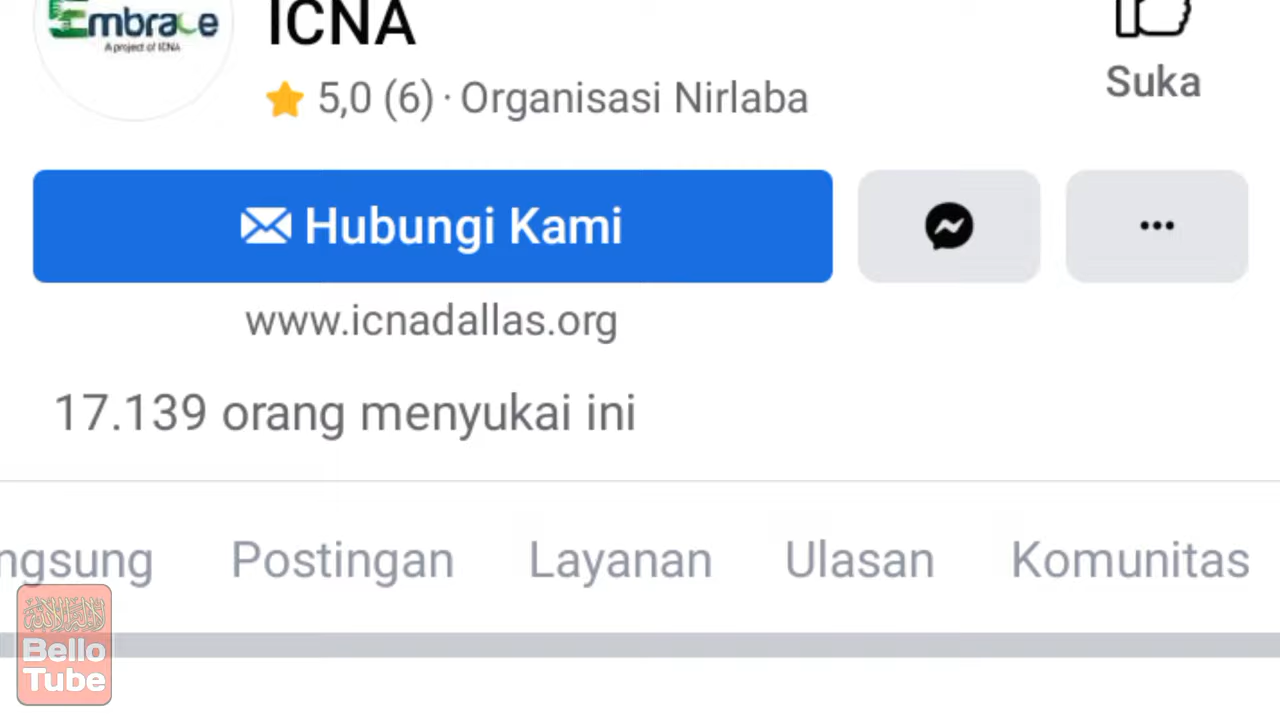 Embrace
A project of ICNA
ICNA
5,0 (6) · Organisasi Nirlaba
Suka
Hubungi Kami
www.icnadallas.org
17.139 orang menyukai ini
ngsung Postingan Layanan Ulasan Komunitas
Bello
Tube